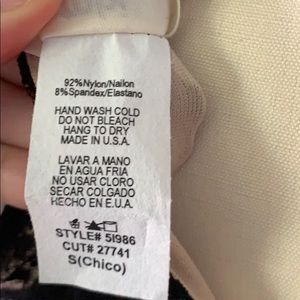 92%Nylon/Nailon
8%Spandex/Elastano
HAND WASH COLD
DO NOT BLEACH
HANG TO DRY
MADE IN U.S.A.
LAVAR A MANO
EN AGUA FRIA
NO USAR CLORO
SECAR COLGADO
HECHO EN E.U.A.
STYLE# 5I986
CUT# 27741
S(Chico)